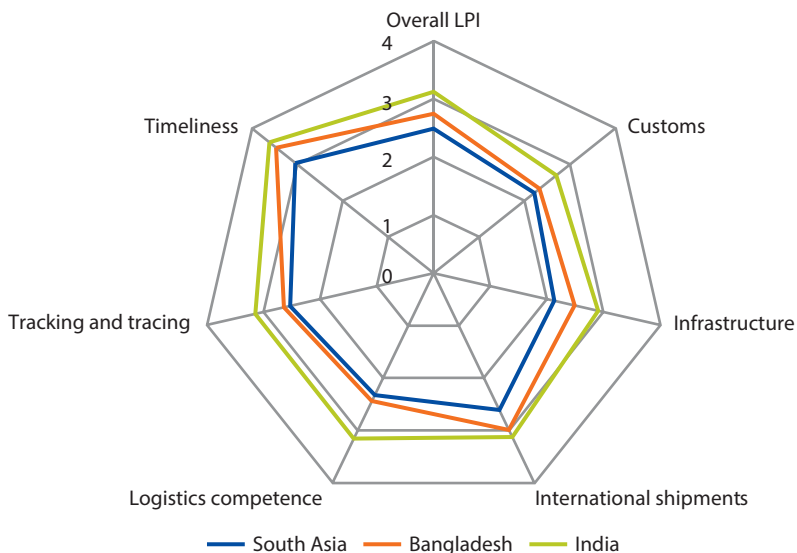 Overall LPI
4
Timeliness
3
Customs
2
1
0
Tracking and tracing
Infrastructure
Logistics competence
International shipments
South Asia Bangladesh India